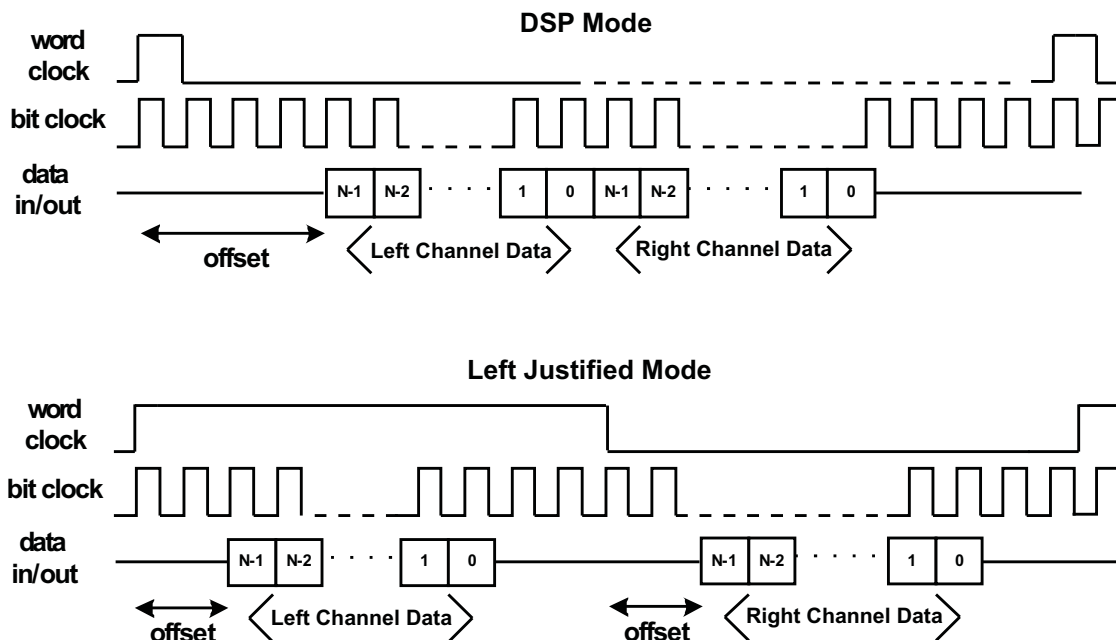 DSP Mode
word
clock
bit clock
data
in/out
N-1 N-2 . . . . . 1 0 N-1 N-2 . . . . . 1 0
offset
Left Channel Data
Right Channel Data
Left Justified Mode
word
clock
bit clock
data
in/out
N-1 N-2 . . . . . 1 0 N-1 N-2 . . . . . 1 0
offset
Left Channel Data
offset
Right Channel Data